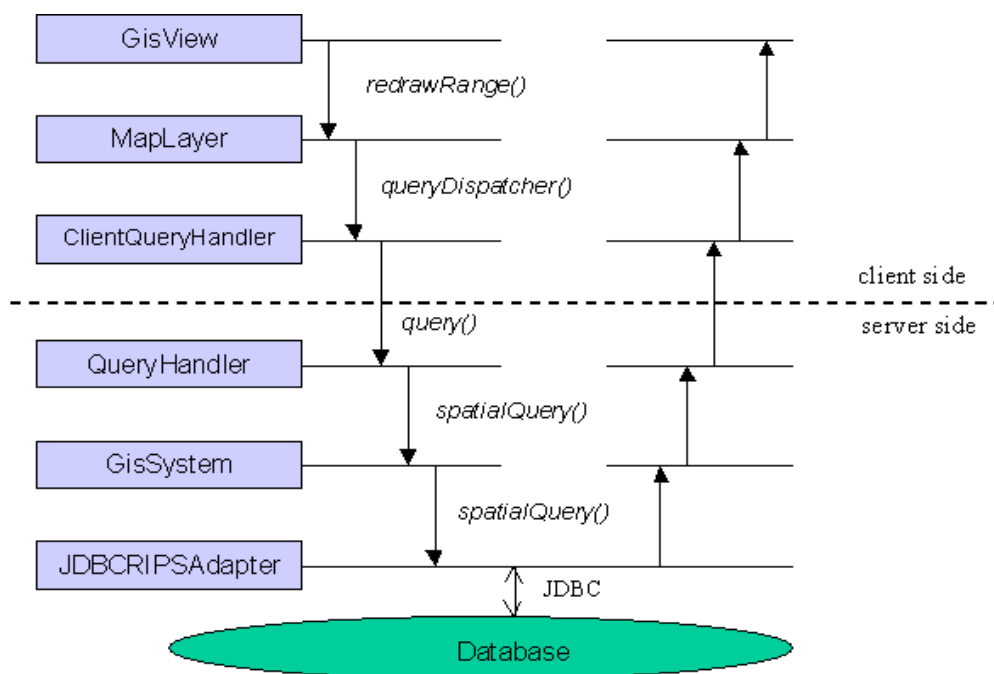 GisView
redrawRange()
MapLayer
queryDispatcher()
ClientQueryHandler
client side
query()
server side
QueryHandler
spatialQuery()
GisSystem
spatialQuery()
JDBCRIPSAdapter
JDBC
Database